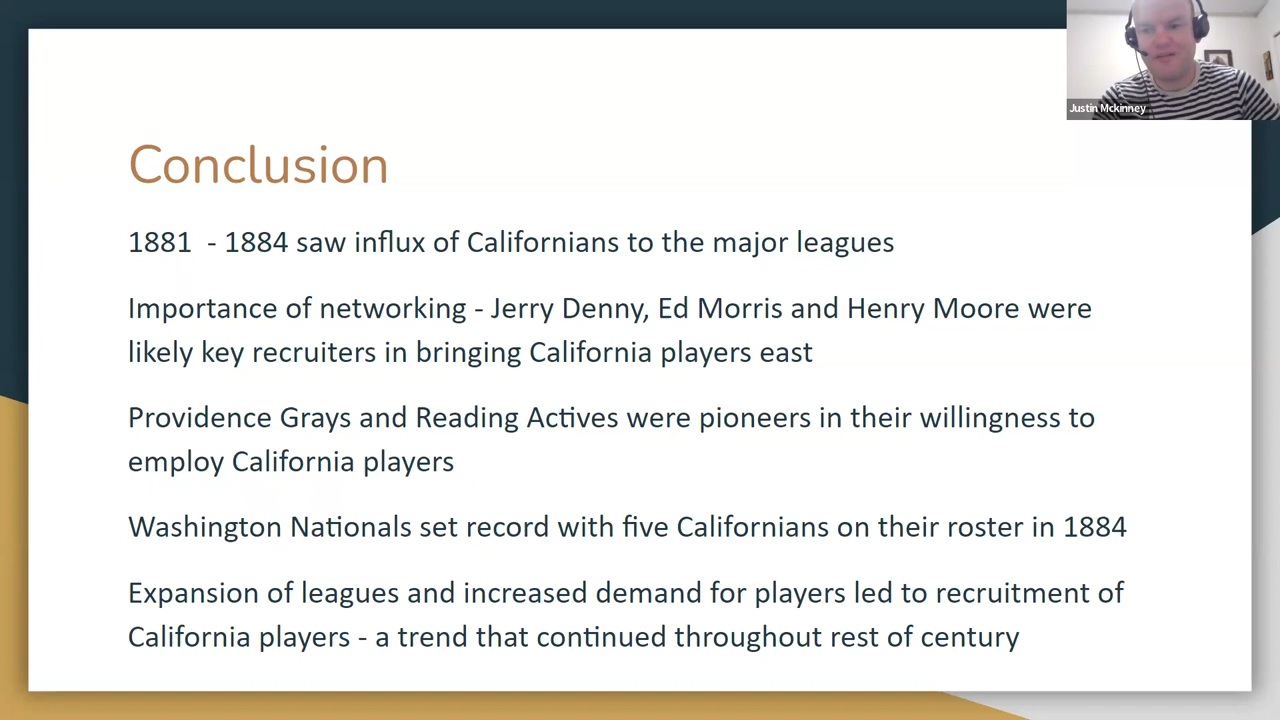 Justin Mckinney
Conclusion
1881  - 1884 saw influx of Californians to the major leagues
Importance of networking - Jerry Denny, Ed Morris and Henry Moore were
likely key recruiters in bringing California players east
Providence Grays and Reading Actives were pioneers in their willingness to
employ California players
Washington Nationals set record with five Californians on their roster in 1884
Expansion of leagues and increased demand for players led to recruitment of
California players - a trend that continued throughout rest of century